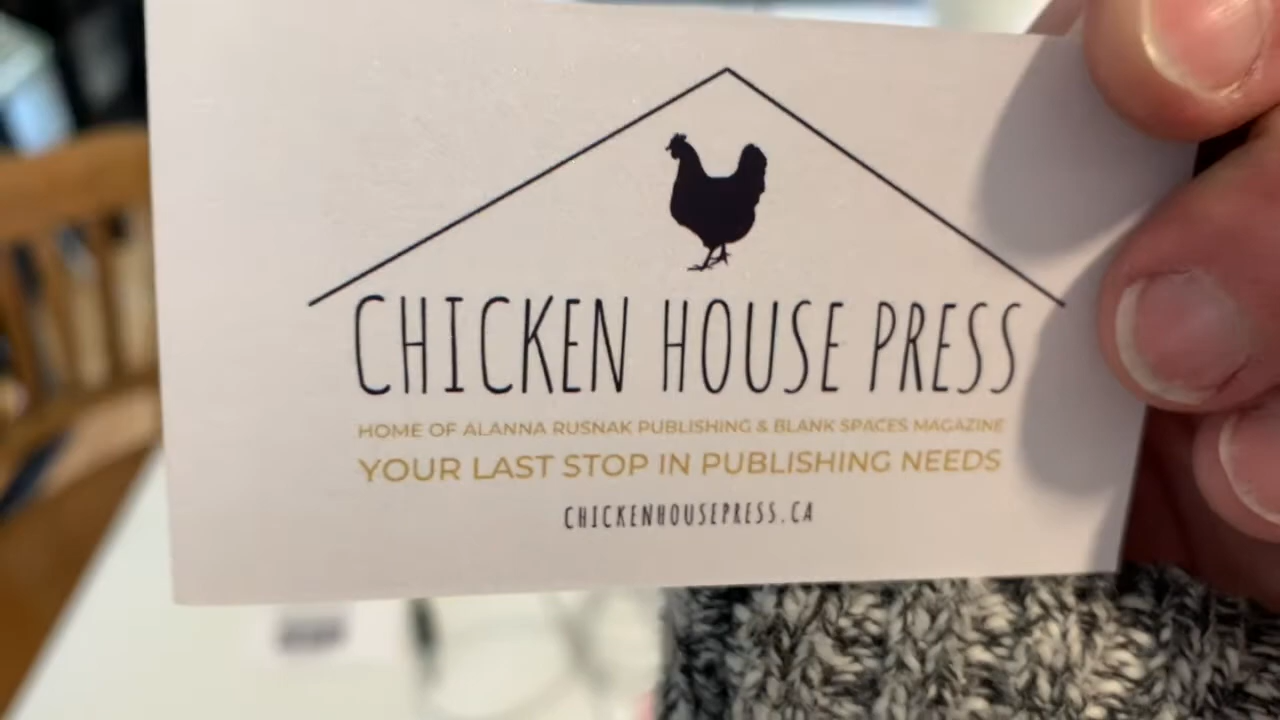 CHICKEN HOUSE PRESS
HOME OF ALANNA RUSNAK PUBLISHING & BLANK SPACES MAGAZINE
YOUR LAST STOP IN PUBLISHING NEEDS
CHICKENHOUSEPRESS.CA